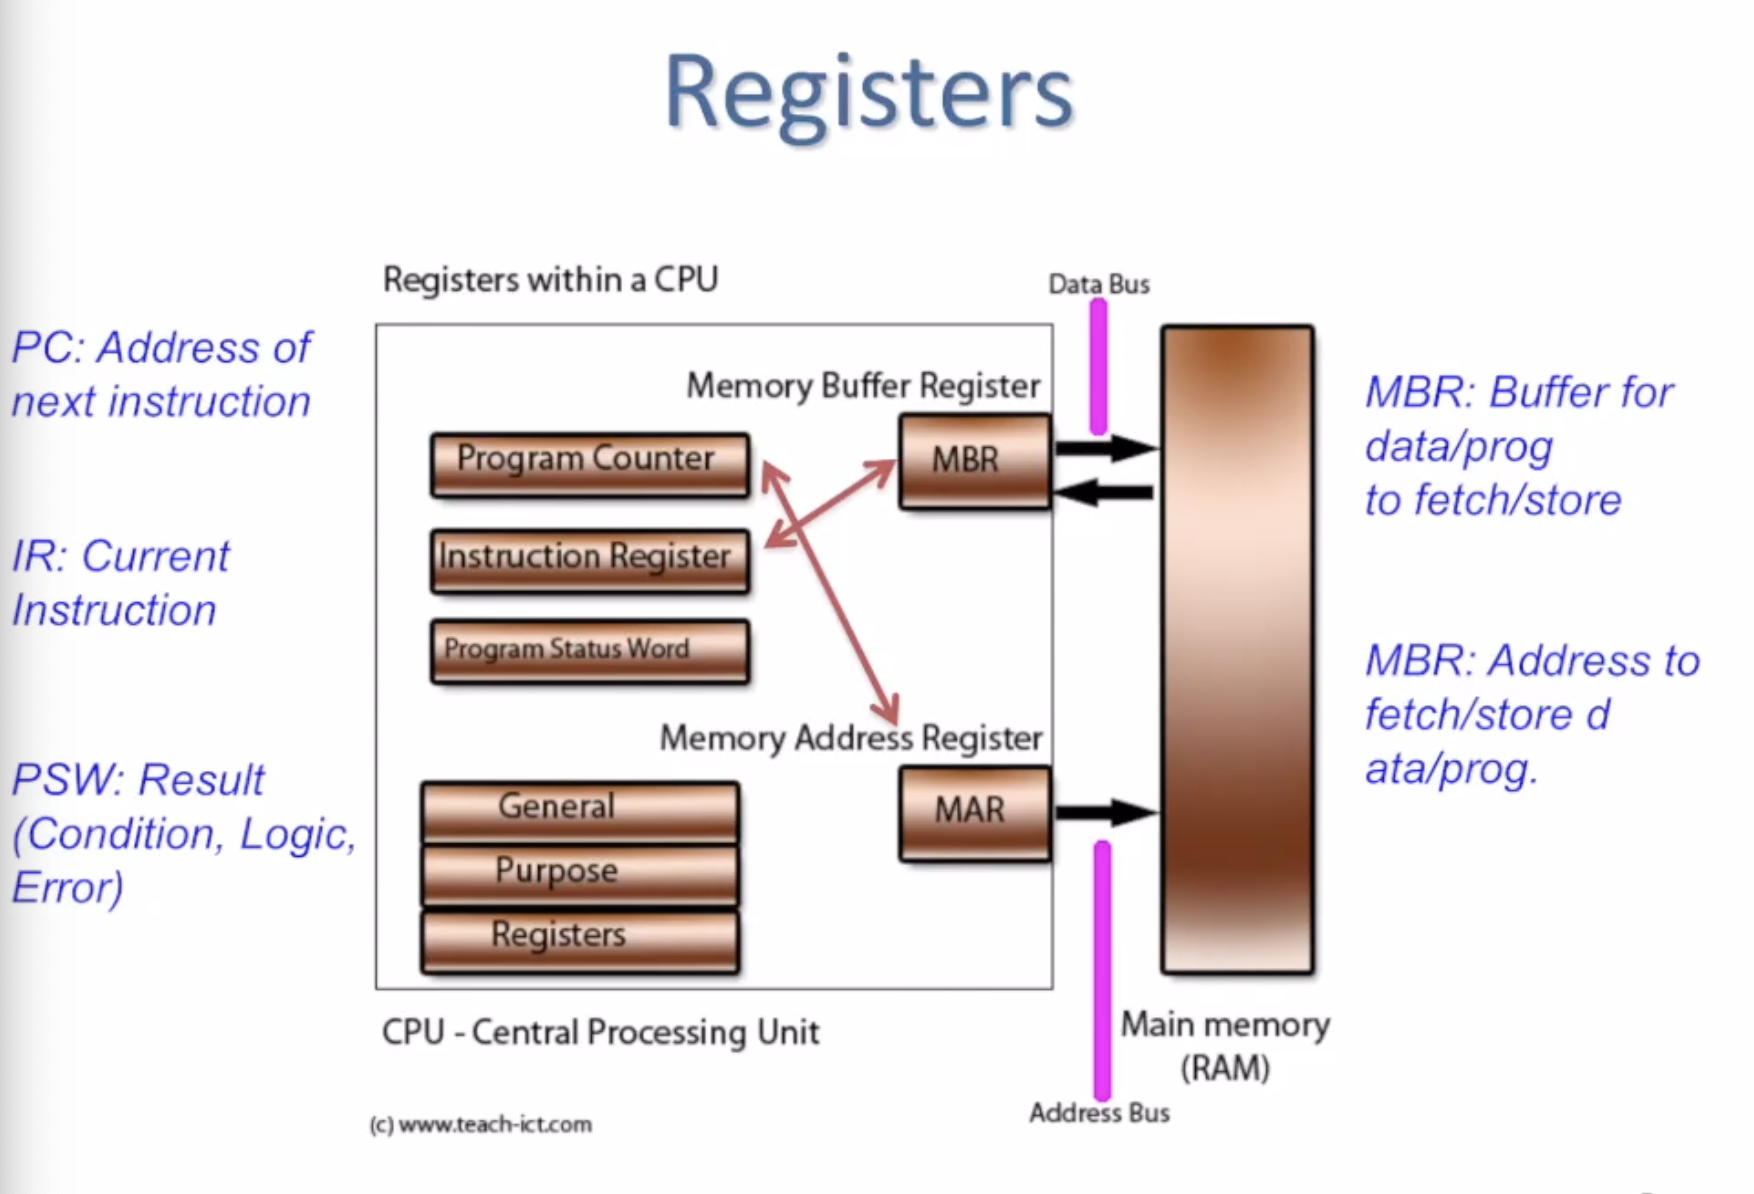 Registers
Registers within a CPU
Data Bus
PC: Address of
next instruction
IR: Current
Instruction
PSW: Result
(Condition, Logic,
Error)
Memory Buffer Register
Program Counter
MBR
Instruction Register
Program Status Word
Memory Address Register
General
MAR
Purpose
Registers
MBR: Buffer for
data/prog
to fetch/store
MBR: Address to
fetch/store d
ata/prog.
CPU - Central Processing Unit
Main memory
(RAM)
Address Bus
(c) www.teach-ict.com